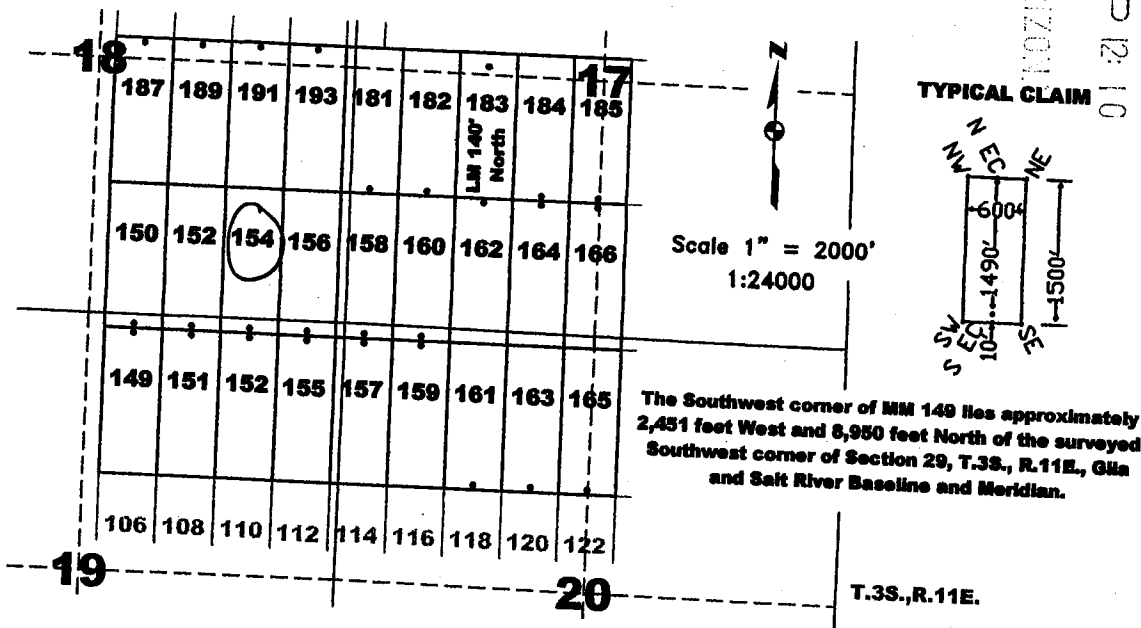 18
17
187 189 191 193 181 182 183 184 185
LM 140'
North
150 152 154 156 158 160 162 164 166
149 151 152 155 157 159 161 163 165
106 108 110 112 114 116 118 120 122
19
20
Z
Scale 1" = 2000'
1:24000
12: 10
TYPICAL CLAIM
NW N EC NE
600'
1490'
1500'
10'
SW S EC SE
The Southwest corner of MM 149 lies approximately
2,451 feet West and 8,950 feet North of the surveyed
Southwest corner of Section 29, T.3S., R.11E., Gila
and Salt River Baseline and Meridian.
T.3S.,R.11E.